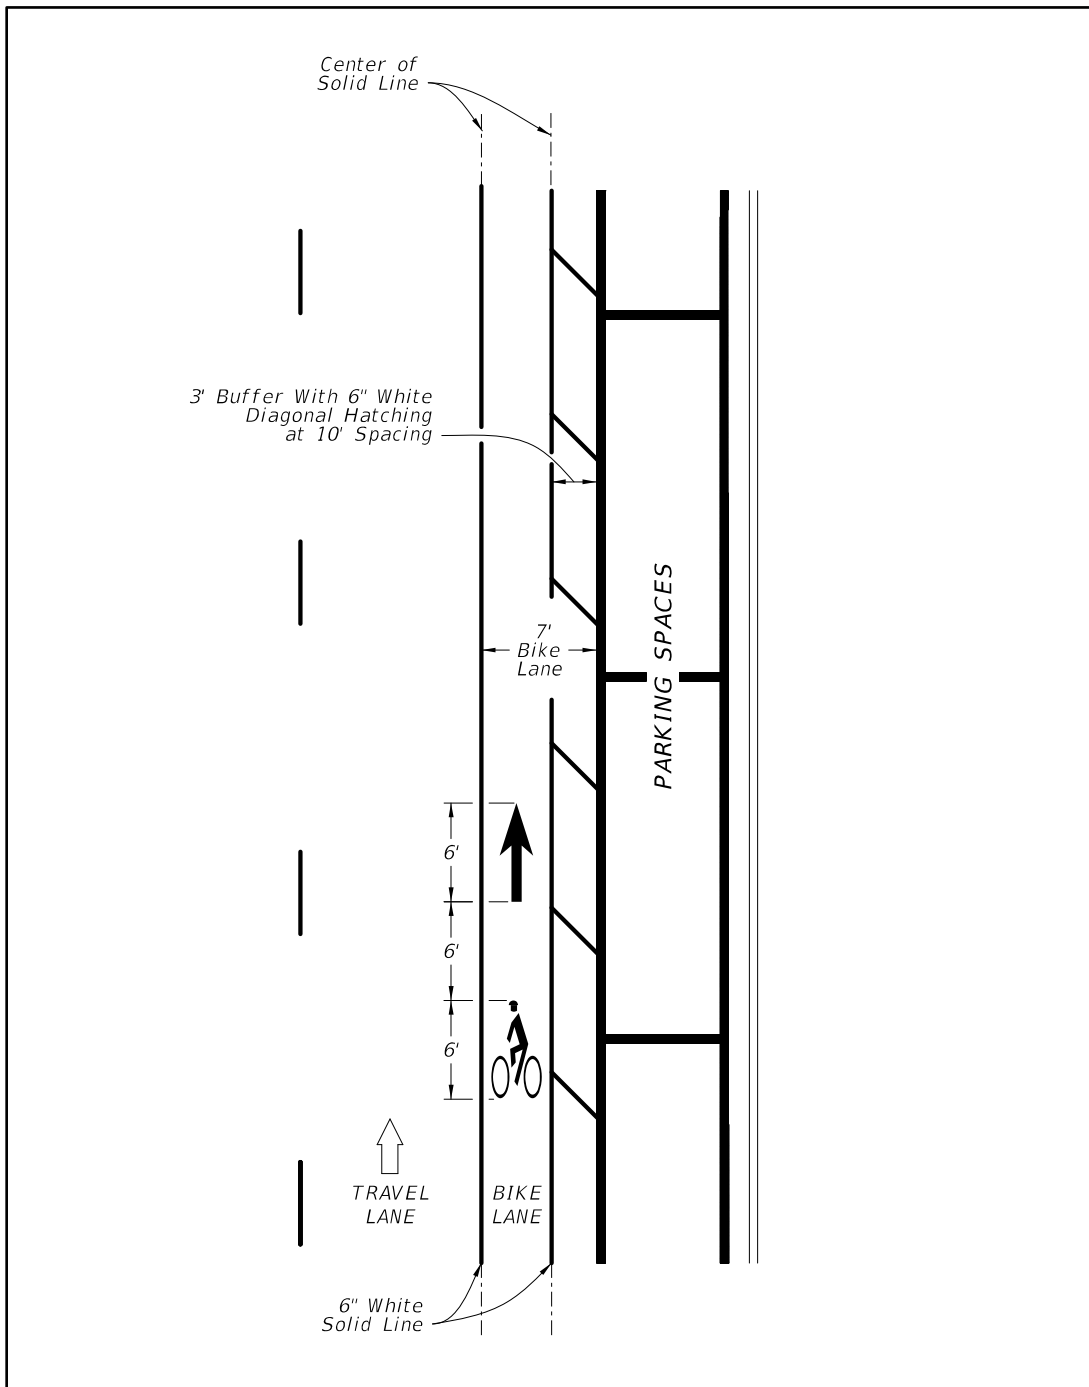 Center of
Solid Line
3' Buffer With 6" White
Diagonal Hatching
at 10' Spacing
7'
Bike
Lane
PARKING SPACES
6'
6'
6'
TRAVEL
LANE
BIKE
LANE
6" White
Solid Line